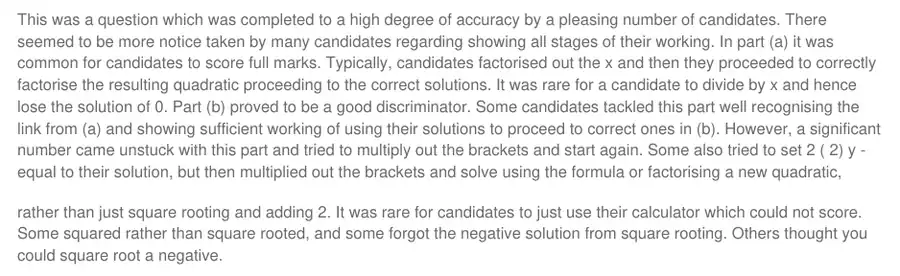 This was a question which was completed to a high degree of accuracy by a pleasing number of candidates. There
seemed to be more notice taken by many candidates regarding showing all stages of their working. In part (a) it was
common for candidates to score full marks. Typically, candidates factorised out the x and then they proceeded to correctly
factorise the resulting quadratic proceeding to the correct solutions. It was rare for a candidate to divide by x and hence
lose the solution of 0. Part (b) proved to be a good discriminator. Some candidates tackled this part well recognising the
link from (a) and showing sufficient working of using their solutions to proceed to correct ones in (b). However, a significant
number came unstuck with this part and tried to multiply out the brackets and start again. Some also tried to set 2 ( 2) y -
equal to their solution, but then multiplied out the brackets and solve using the formula or factorising a new quadratic,
rather than just square rooting and adding 2. It was rare for candidates to just use their calculator which could not score.
Some squared rather than square rooted, and some forgot the negative solution from square rooting. Others thought you
could square root a negative.